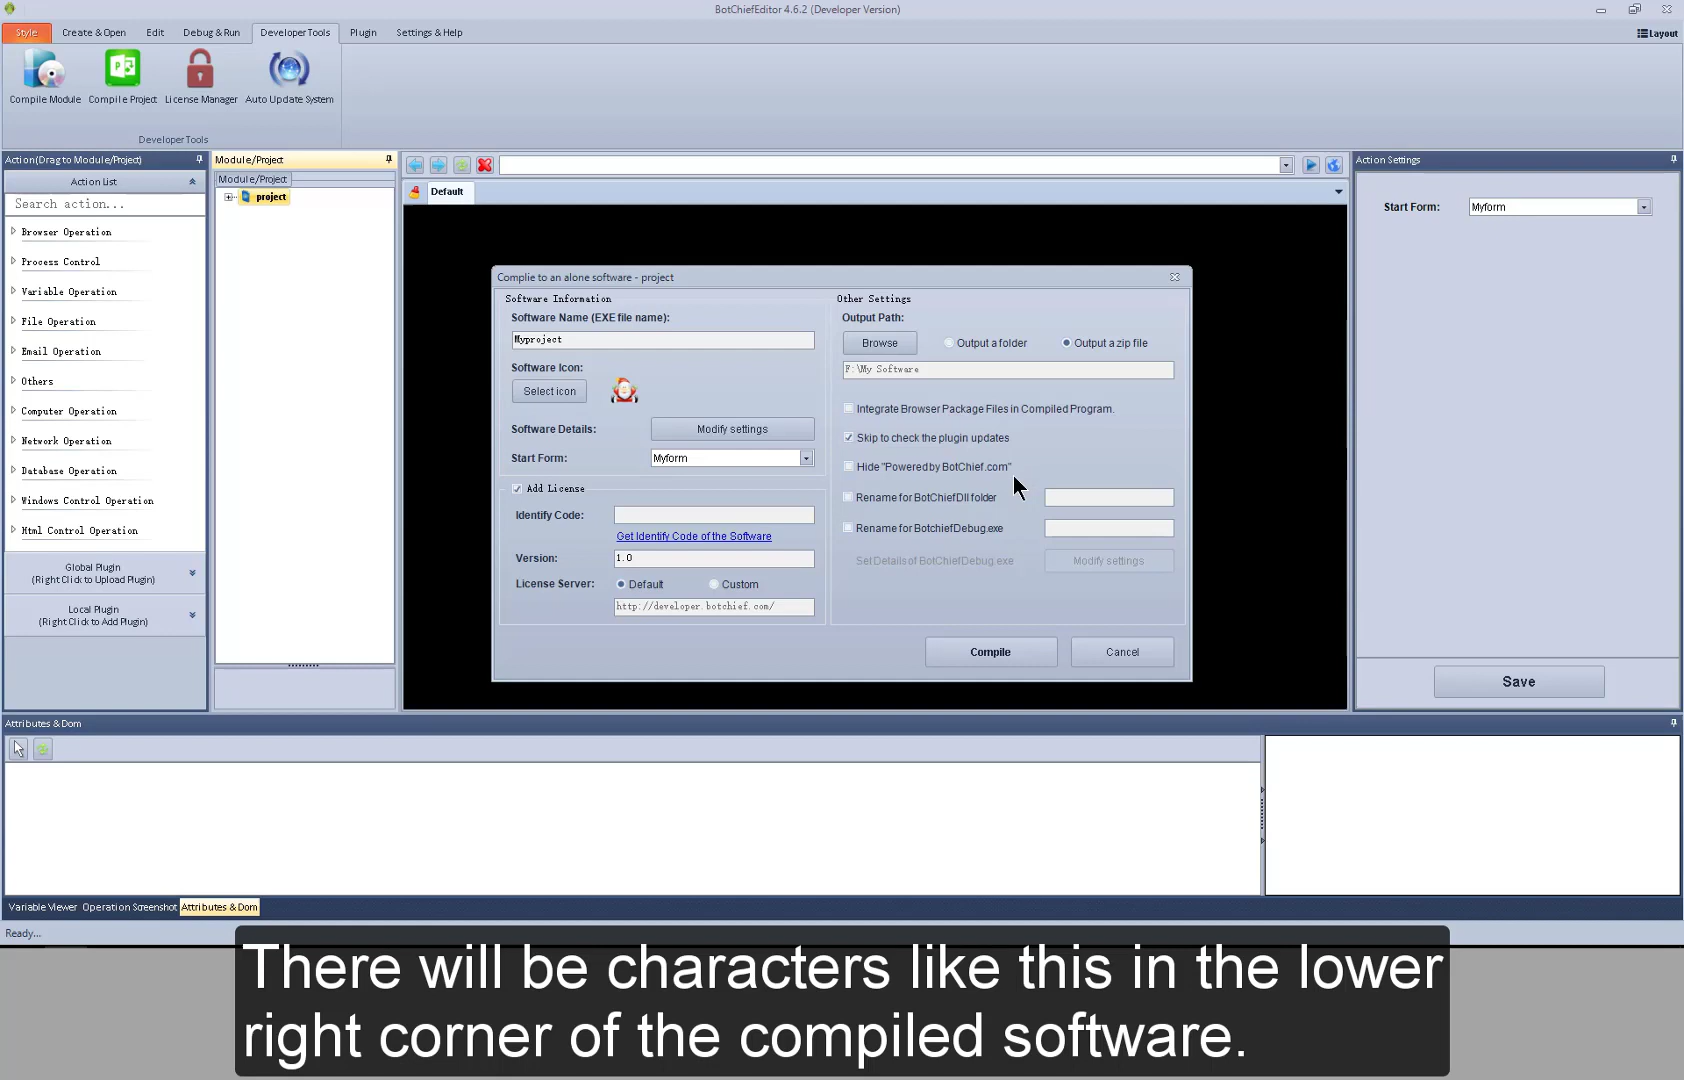 BotChiefEditor 4.6.2 (Developer Version)
Style Create & Open Edit Debug & Run Developer Tools Plugin Settings & Help
Layout
Compile Module Compile Project License Manager Auto Update System
Developer Tools
Action(Drag to Module/Project)
Action List
Search action...
Browser Operation
Process Control
Variable Operation
File Operation
Email Operation
Others
Computer Operation
Network Operation
Database Operation
Windows Control Operation
Html Control Operation
Global Plugin
(Right Click to Upload Plugin)
Local Plugin
(Right Click to Add Plugin)
Module/Project
Module/Project
project
Default
Complie to an alone software - project
Software Information
Software Name (EXE file name):
Myproject
Software Icon:
Select icon
Software Details:
Modify settings
Start Form:
Myform
Add License
Identify Code:
Get Identify Code of the Software
Version:
1.0
License Server:
Default
Custom
http://developer.botchief.com/
Other Settings
Output Path:
Browse
Output a folder
Output a zip file
F:\My Software
Integrate Browser Package Files in Compiled Program.
Skip to check the plugin updates
Hide "Powered by BotChief.com"
Rename for BotChiefDll folder
Rename for BotchiefDebug.exe
Set Details of BotChiefDebug.exe
Modify settings
Compile
Cancel
Action Settings
Start Form:
Myform
Save
Attributes & Dom
Variable Viewer Operation Screenshot Attributes & Dom
Ready...
There will be characters like this in the lower
right corner of the compiled software.